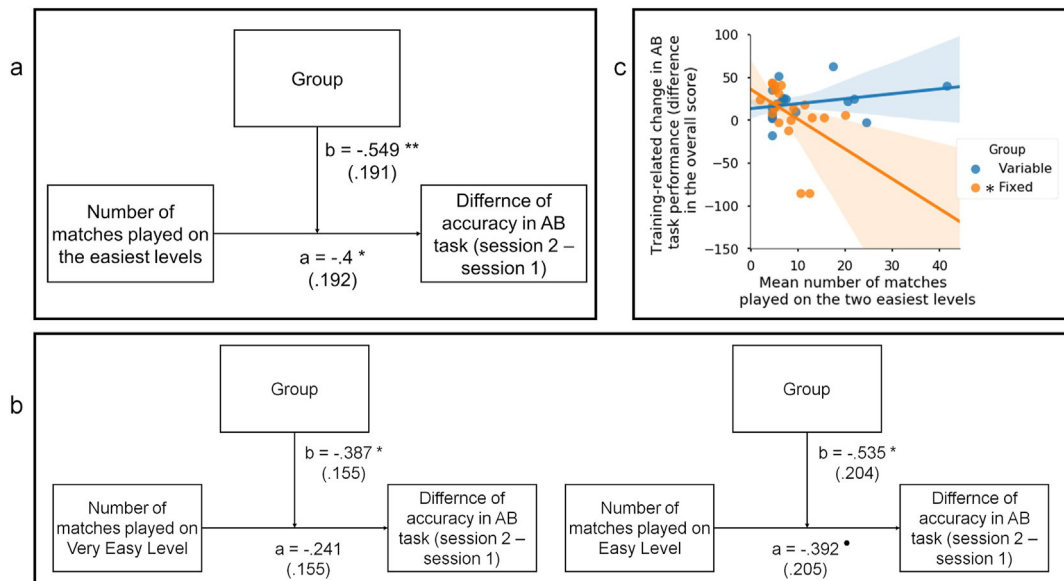 a
Group
b = -.549 **
(.191)
Number of
matches played on
the easiest levels
a = -.4 *
(.192)
Differnce of
accuracy in AB
task (session 2 –
session 1)
c
Training-related change in AB
task performance (difference
in the overall score)
100
50
0
−50
−100
−150
0
10
20
30
40
Mean number of matches
played on the two easiest levels
Group
Variable
* Fixed
b
Group
b = -.387 *
(.155)
Number of
matches played on
Very Easy Level
a = -.241
(.155)
Differnce of
accuracy in AB
task (session 2 –
session 1)
Group
b = -.535 *
(.204)
Number of
matches played on
Easy Level
a = -.392 •
(.205)
Differnce of
accuracy in AB
task (session 2 –
session 1)